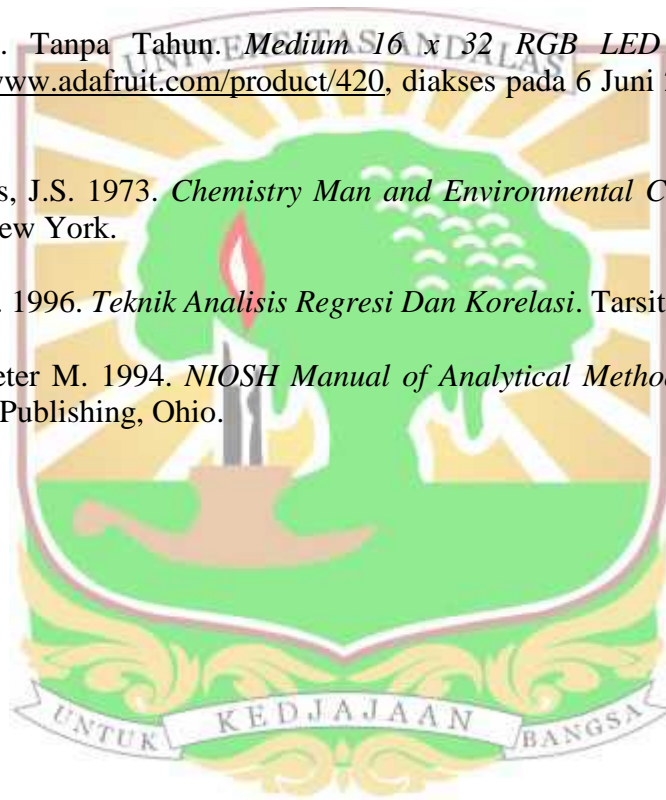 . Tanpa Tahun. Medium 16 x 32 RGB LED
UNIVERSITAS ANDALAS
www.adafruit.com/product/420, diakses pada 6 Juni
s, J.S. 1973. Chemistry Man and Environmental C
ew York.
. 1996. Teknik Analisis Regresi Dan Korelasi. Tarsit
eter M. 1994. NIOSH Manual of Analytical Metho
Publishing, Ohio.
UNTUK KEDJAJAAN BANGSA